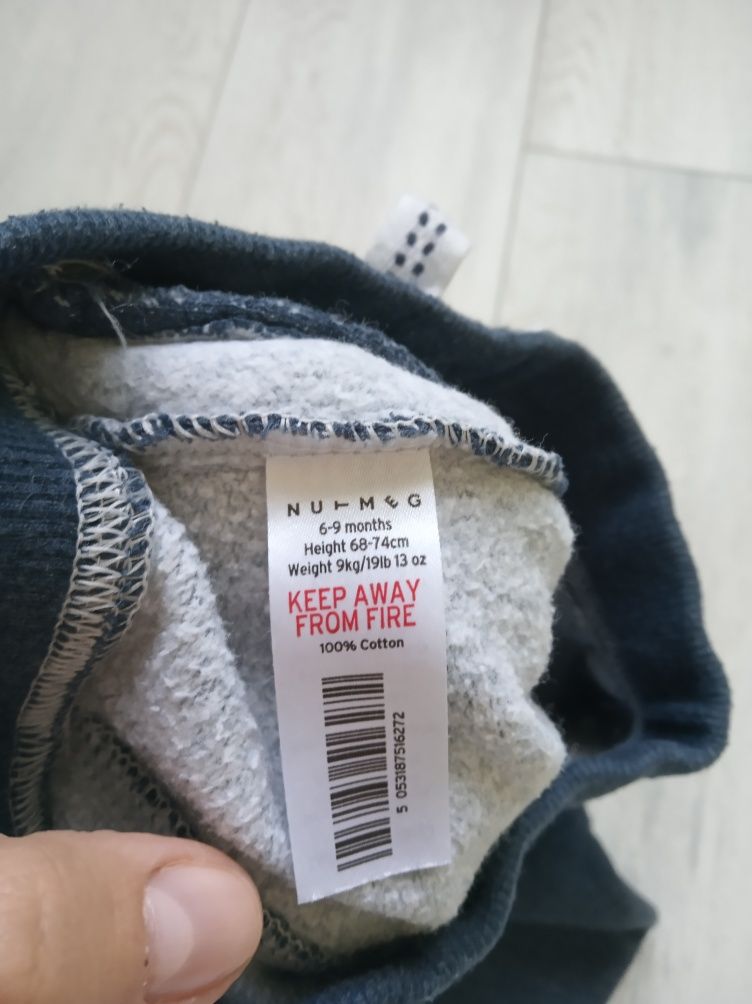 NUTMEG
6-9 months
Height 68-74cm
Weight 9kg/19lb 13 oz
KEEP AWAY
FROM FIRE
100% Cotton
5 053187516272